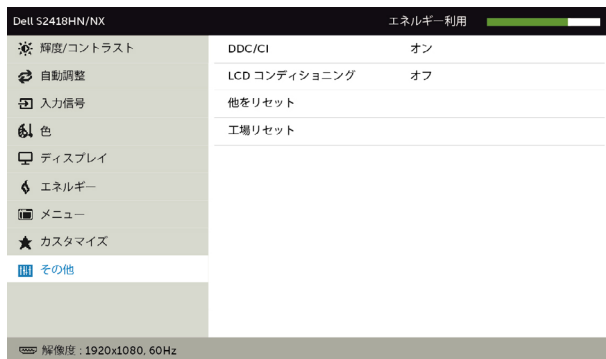 Dell S2418HN/NX エネルギー利用
輝度/コントラスト
自動調整
入力信号
色
ディスプレイ
エネルギー
メニュー
カスタマイズ
その他
DDC/CI オン
LCD コンディショニング オフ
他をリセット
工場リセット
解像度 : 1920x1080, 60Hz